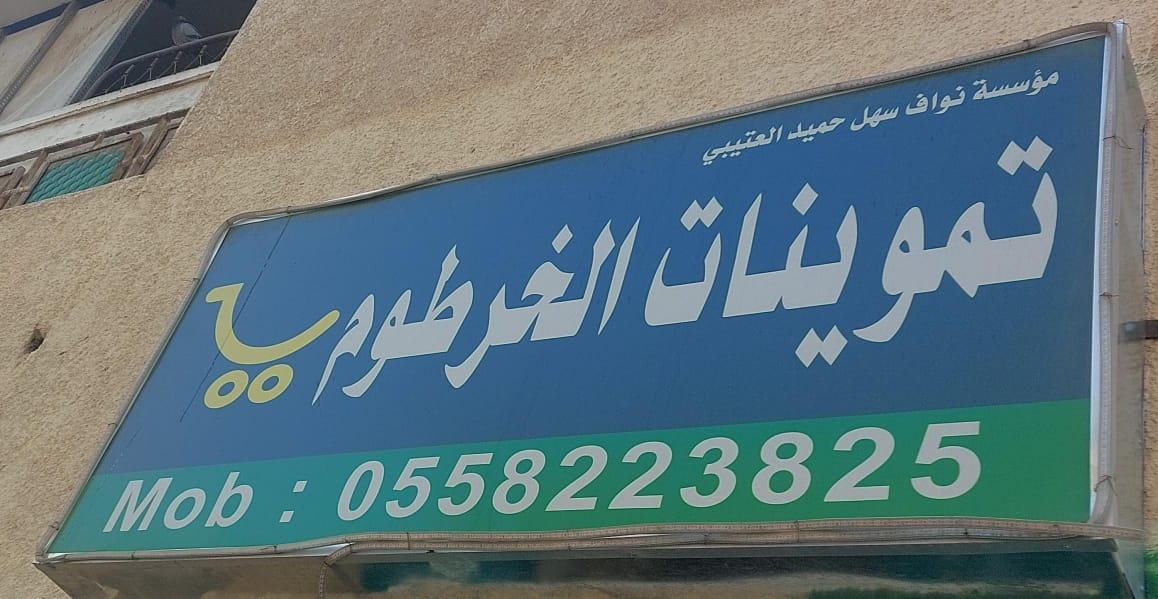 مؤسسة نواف سهل حميد العتيبي
تموينات الخرطوم
Mob : 0558223825